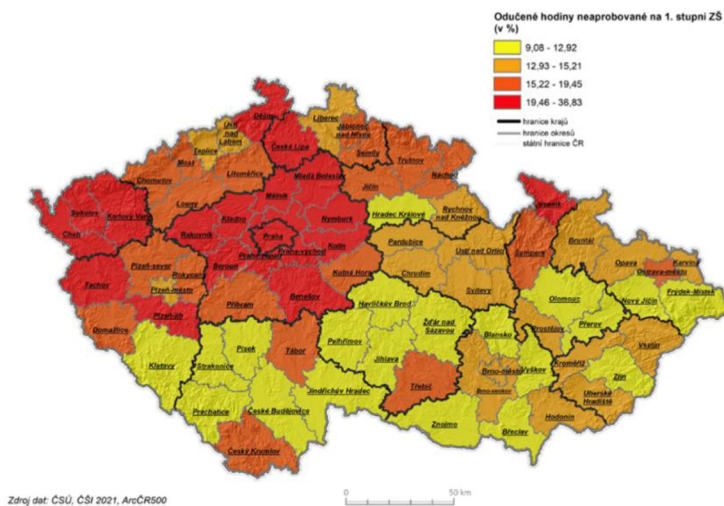 Odučené hodiny neaprobované na 1. stupni ZŠ
(v %)
9,08 - 12,92
12,93 - 15,21
15,22 - 19,45
19,46 - 36,83
hranice krajů
hranice okresů
státní hranice ČR
Děčín
Liberec
Ústí nad Labem
Teplice
Jablonec nad Nisou
Česká Lípa
Semily
Most
Trutnov
Chomutov
Litoměřice
Mladá Boleslav
Jičín
Náchod
Louny
Mělník
Sokolov
Karlovy Vary
Kladno
Nymburk
Hradec Králové
Rychnov nad Kněžnou
Jeseník
Cheb
Rakovník
Praha
Kolín
Praha-východ
Praha-západ
Pardubice
Bruntál
Beroun
Plzeň-sever
Ústí nad Orlicí
Šumperk
Opava
Karviná
Rokycany
Kutná Hora
Ostrava-město
Tachov
Plzeň-město
Chrudim
Příbram
Benešov
Svitavy
Olomouc
Nový Jičín
Frýdek-Místek
Plzeň-jih
Havlíčkův Brod
Domažlice
Žďár nad Sázavou
Prostějov
Přerov
Blansko
Písek
Tábor
Pelhřimov
Vsetín
Klatovy
Strakonice
Jihlava
Vyškov
Kroměříž
Brno-město
Zlín
Třebíč
Brno-venkov
Jindřichův Hradec
Uherské Hradiště
Prachatice
České Budějovice
Hodonín
Znojmo
Břeclav
Český Krumlov
Zdroj dat: ČSÚ, ČŠI 2021, ArcČR500
0 50 km